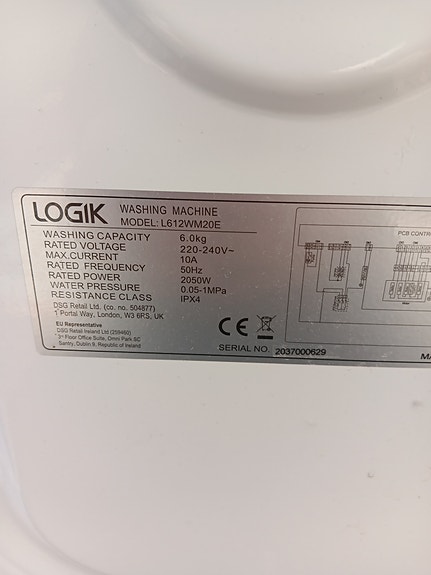 LOGIK WASHING MACHINE
MODEL: L612WM20E
WASHING CAPACITY 6.0kg
RATED VOLTAGE 220-240V~
MAX.CURRENT 10A
RATED FREQUENCY 50Hz
RATED POWER 2050W
WATER PRESSURE 0.05-1MPa
RESISTANCE CLASS IPX4
DSG Retail Ltd. (co. no. 504877)
1 Portal Way, London, W3 6RS, UK
EU Representative
DSG Retail Ireland Ltd (259460)
3rd Floor Office Suite, Omni Park SC
Santry, Dublin 9, Republic of Ireland
CE
SERIAL NO. 2037000629
PCB CONTR